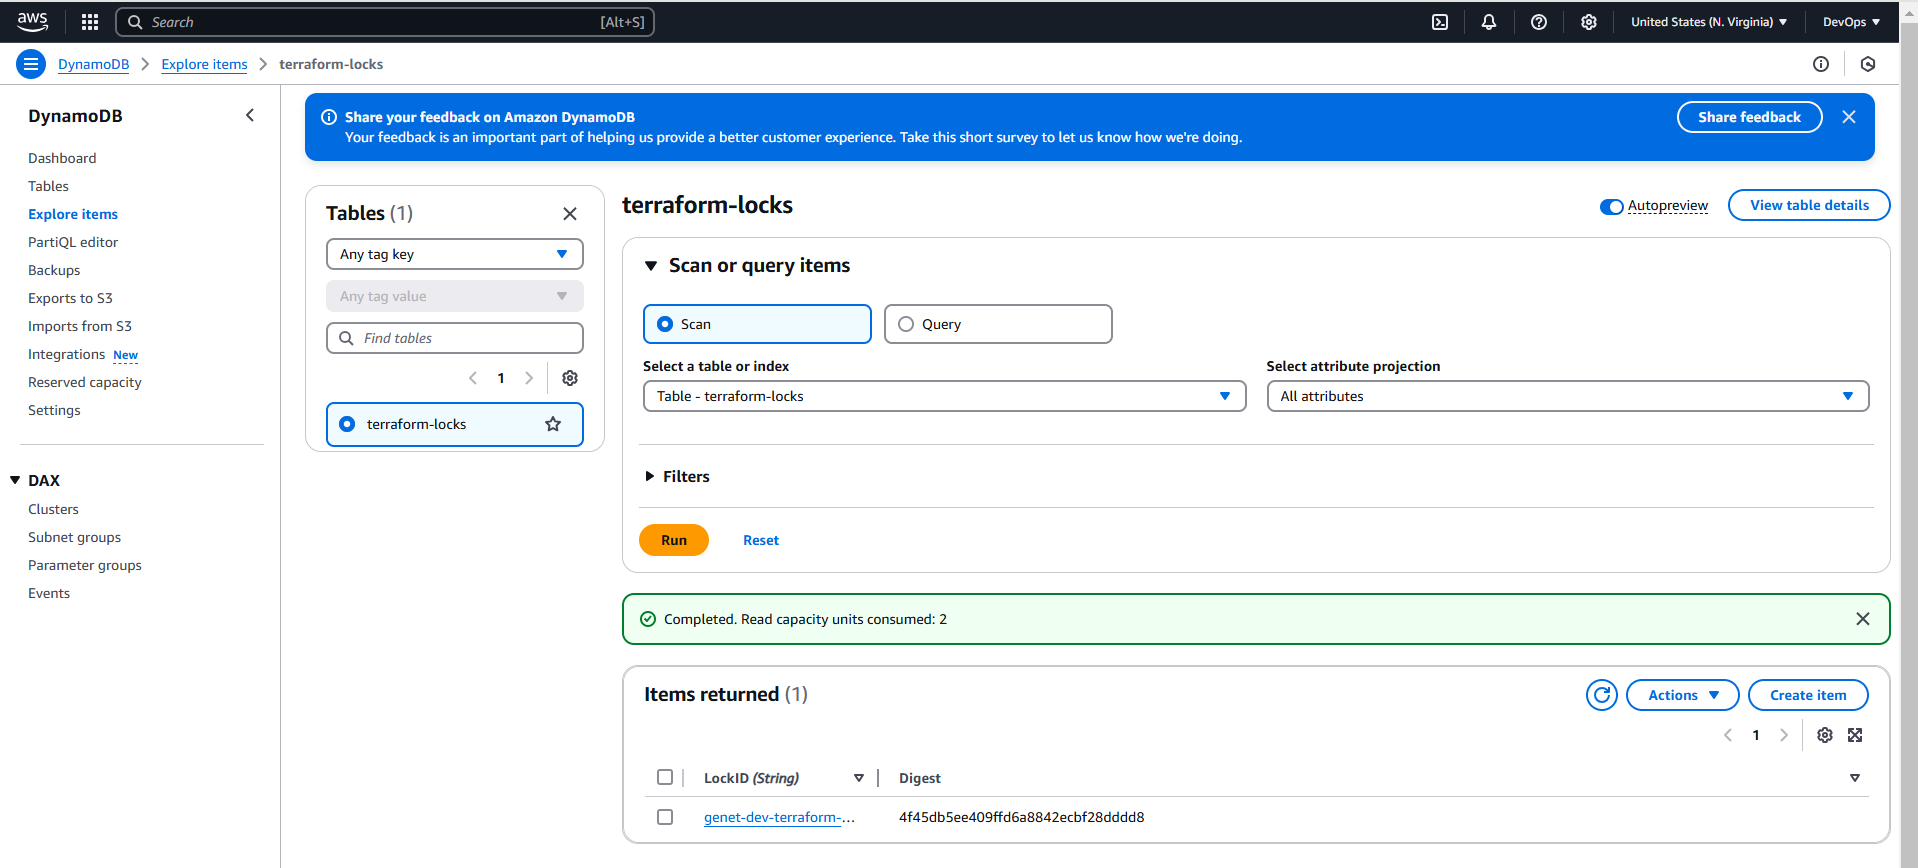 aws
Search [Alt+S]
United States (N. Virginia)
DevOps
DynamoDB
Explore items
terraform-locks
DynamoDB
Dashboard
Tables
Explore items
PartiQL editor
Backups
Exports to S3
Imports from S3
Integrations New
Reserved capacity
Settings
DAX
Clusters
Subnet groups
Parameter groups
Events
Share your feedback on Amazon DynamoDB
Your feedback is an important part of helping us provide a better customer experience. Take this short survey to let us know how we're doing.
Share feedback
Tables (1)
Any tag key
Any tag value
Find tables
1
terraform-locks
terraform-locks
Autopreview
View table details
Scan or query items
Scan
Query
Select a table or index
Table - terraform-locks
Select attribute projection
All attributes
Filters
Run
Reset
Completed. Read capacity units consumed: 2
Items returned (1)
Actions
Create item
1
LockID (String)
Digest
genet-dev-terraform-...
4f45db5ee409ffd6a8842ecbf28dddd8